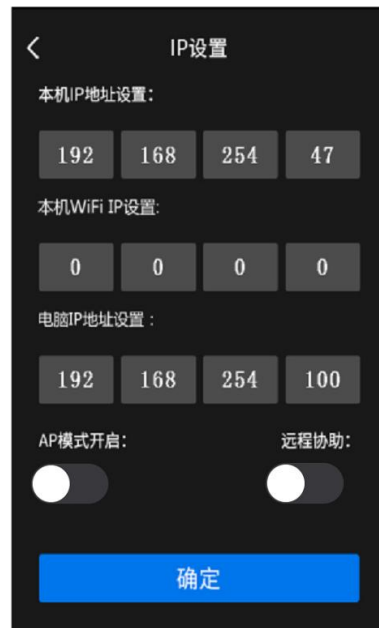 IP设置
本机IP地址设置：
192 168 254 47
本机WiFi IP设置:
0 0 0 0
电脑IP地址设置：
192 168 254 100
AP模式开启： 远程协助：
确定